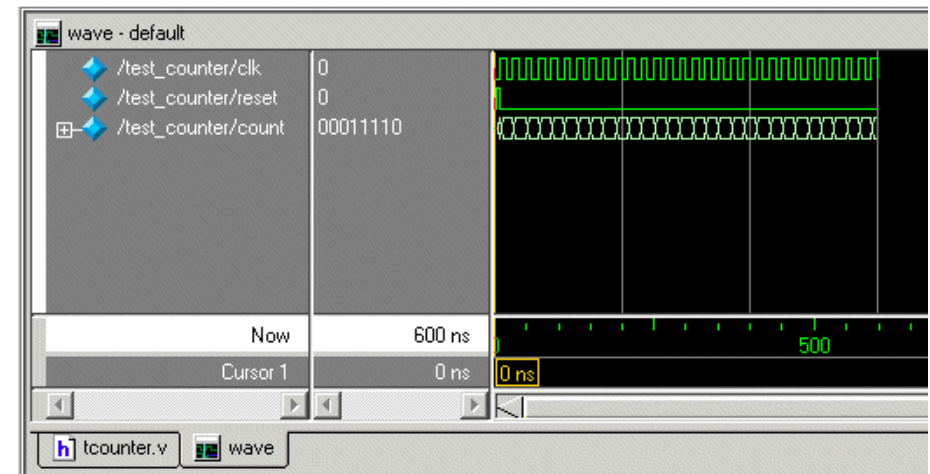 wave - default
/test_counter/clk 0
/test_counter/reset 0
/test_counter/count 00011110
Now 600 ns
500
Cursor 1 0 ns 0 ns
h tcounter.v wave